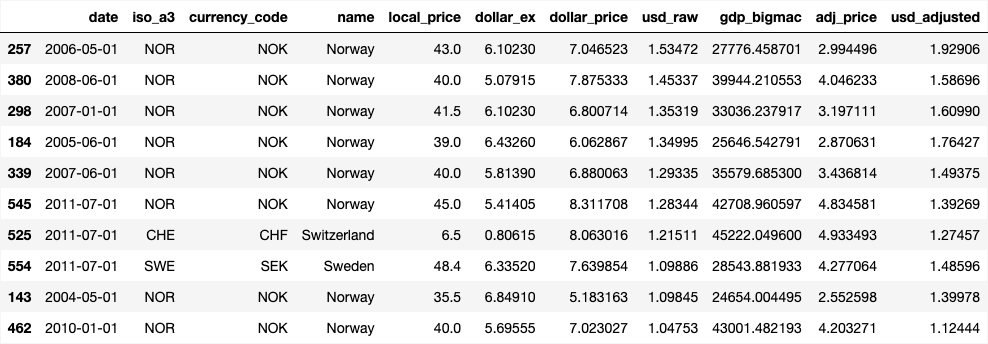 date iso_a3 currency_code name local_price dollar_ex dollar_price usd_raw gdp_bigmac adj_price usd_adjusted
257 2006-05-01 NOR NOK Norway 43.0 6.10230 7.046523 1.53472 27776.458701 2.994496 1.92906
380 2008-06-01 NOR NOK Norway 40.0 5.07915 7.875333 1.45337 39944.210553 4.046233 1.58696
298 2007-01-01 NOR NOK Norway 41.5 6.10230 6.800714 1.35319 33036.237917 3.197111 1.60990
184 2005-06-01 NOR NOK Norway 39.0 6.43260 6.062867 1.34995 25646.542791 2.870631 1.76427
339 2007-06-01 NOR NOK Norway 40.0 5.81390 6.880063 1.29335 35579.685300 3.436814 1.49375
545 2011-07-01 NOR NOK Norway 45.0 5.41405 8.311708 1.28344 42708.960597 4.834581 1.39269
525 2011-07-01 CHE CHF Switzerland 6.5 0.80615 8.063016 1.21511 45222.049600 4.933493 1.27457
554 2011-07-01 SWE SEK Sweden 48.4 6.33520 7.639854 1.09886 28543.881933 4.277064 1.48596
143 2004-05-01 NOR NOK Norway 35.5 6.84910 5.183163 1.09845 24654.004495 2.552598 1.39978
462 2010-01-01 NOR NOK Norway 40.0 5.69555 7.023027 1.04753 43001.482193 4.203271 1.12444